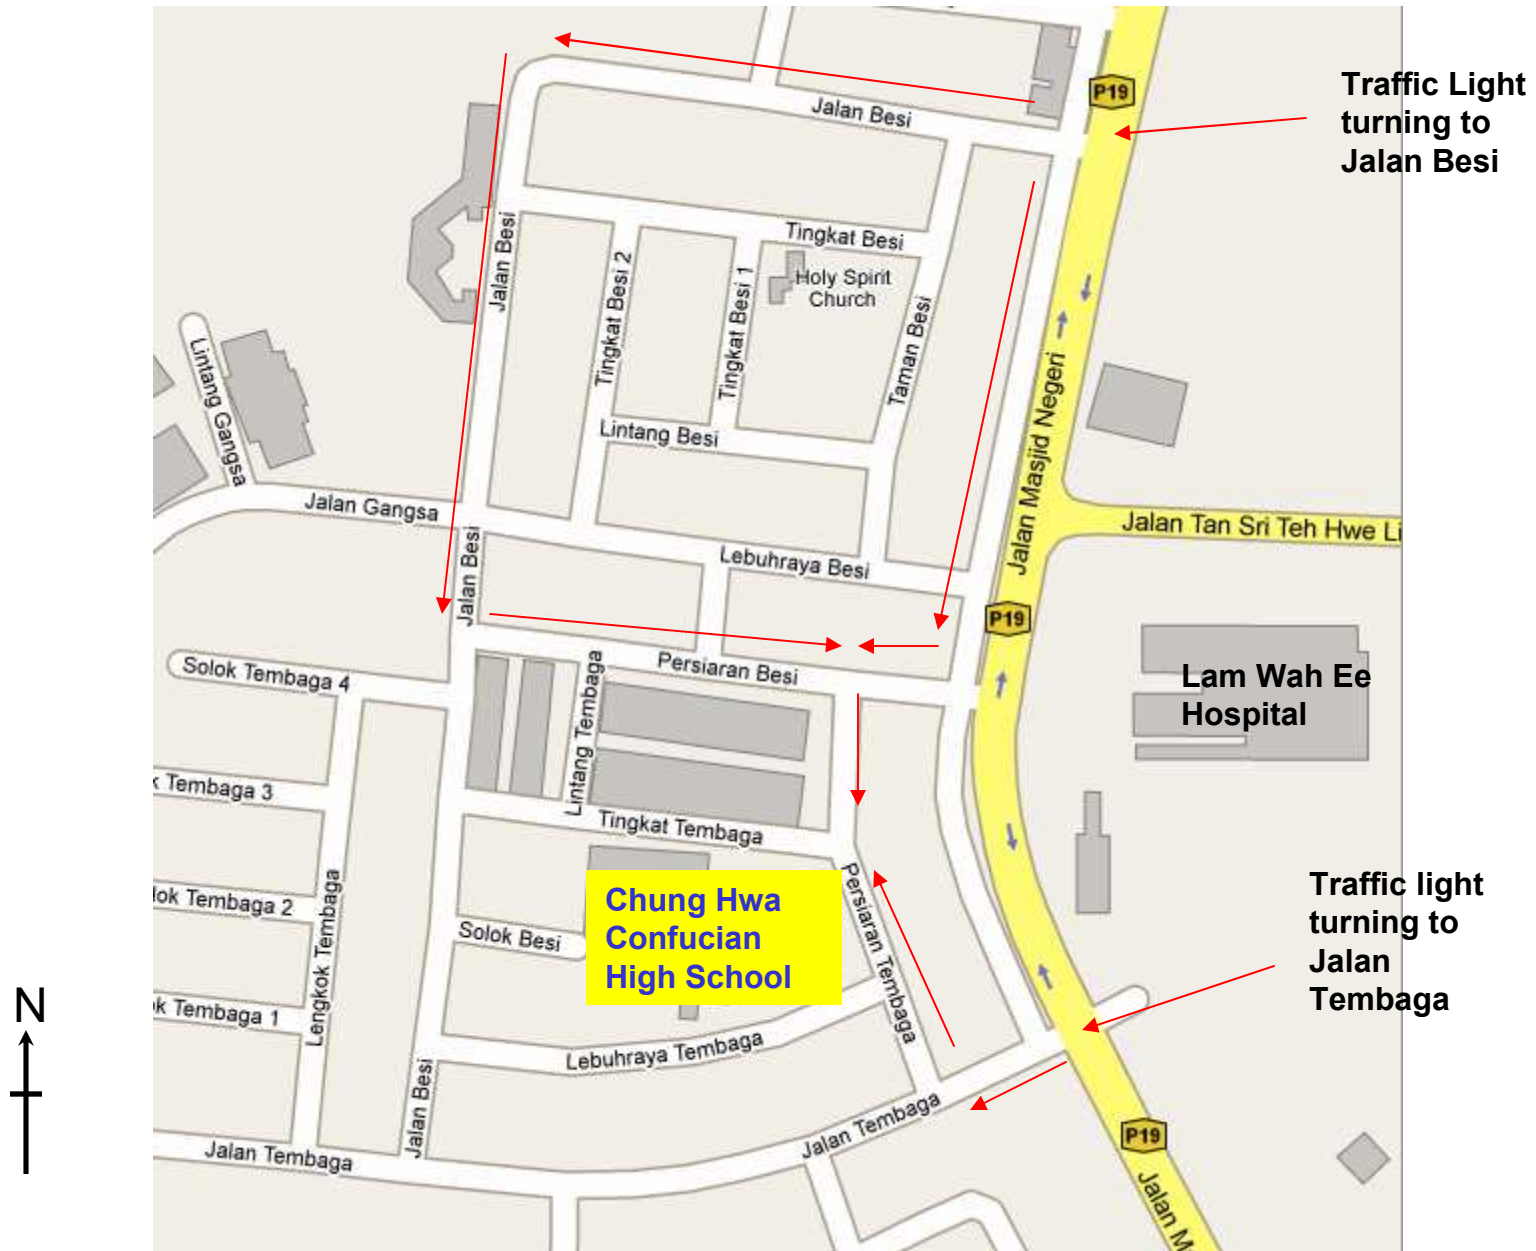 P19
Traffic Light
turning to
Jalan Besi
Jalan Besi
Jalan Besi
Tingkat Besi
Tingkat Besi 2
Tingkat Besi 1
Holy Spirit
Church
Taman Besi
Lintang Gangsa
Lintang Besi
Jalan Masjid Negeri
Jalan Gangsa
Jalan Tan Sri Teh Hwe Li
Jalan Besi
Lebuhraya Besi
P19
Solok Tembaga 4
Lintang Tembaga
Persiaran Besi
Lam Wah Ee
Hospital
k Tembaga 3
Tingkat Tembaga
Chung Hwa
Confucian
High School
Persiaran Tembaga
Traffic light
turning to
Jalan
Tembaga
lok Tembaga 2
Lengkok Tembaga
Solok Besi
N
k Tembaga 1
Lebuhraya Tembaga
Jalan Besi
Jalan Tembaga
Jalan Tembaga
P19
Jalan M